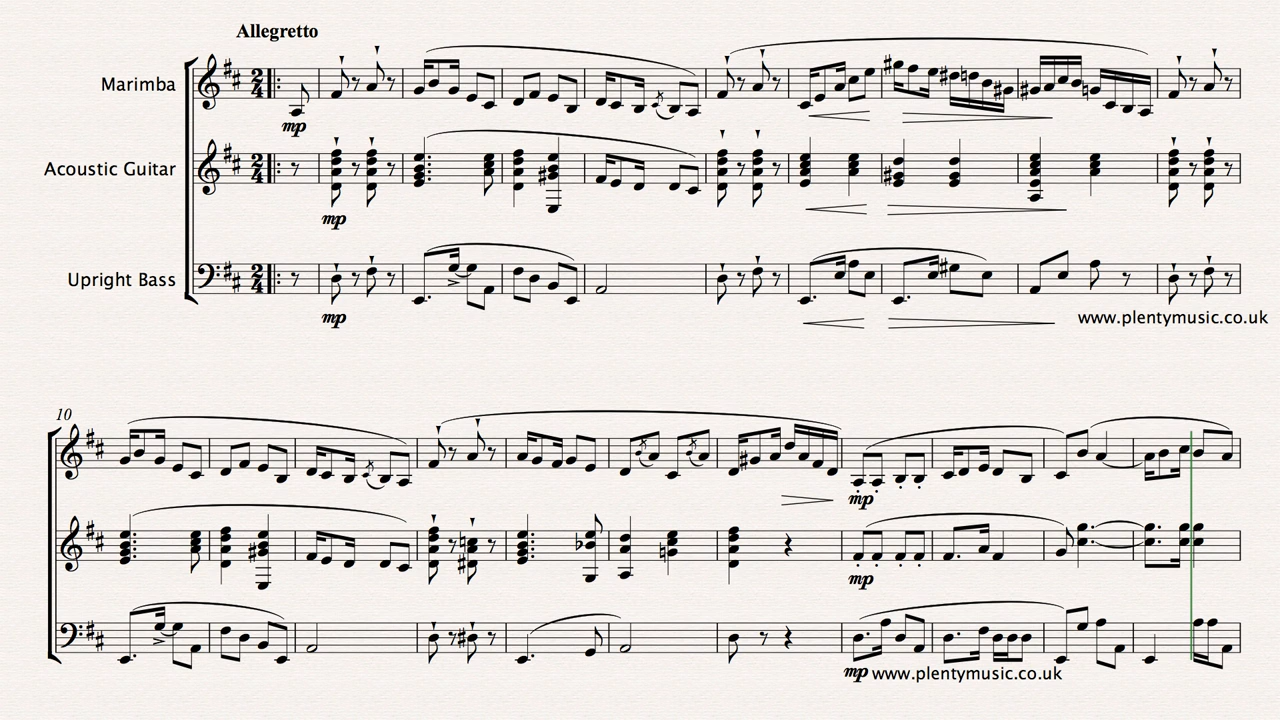 Allegretto
Marimba
mp
Acoustic Guitar
mp
Upright Bass
mp
www.plentymusic.co.uk
10
mp
mp
mp www.plentymusic.co.uk